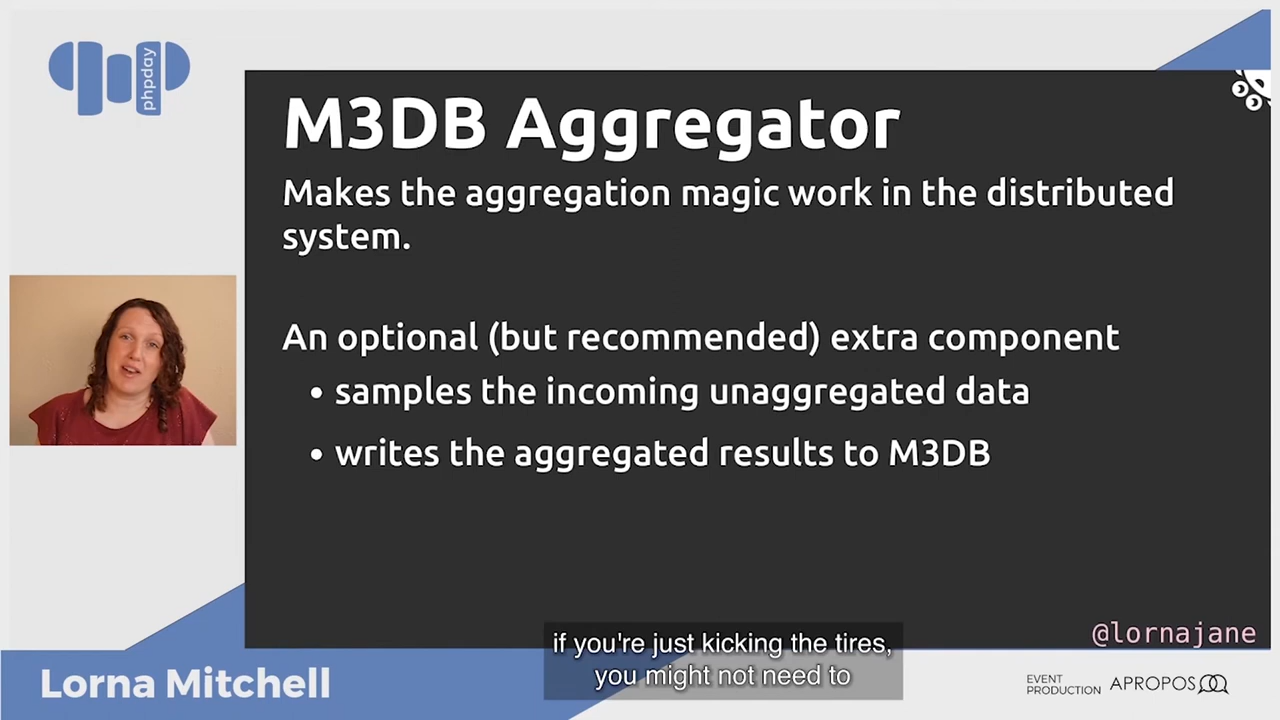 phpday
M3DB Aggregator
Makes the aggregation magic work in the distributed
system.
An optional (but recommended) extra component
• samples the incoming unaggregated data
• writes the aggregated results to M3DB
@lornajane
if you're just kicking the tires,
you might not need to
Lorna Mitchell
EVENT
PRODUCTION
APROPOS